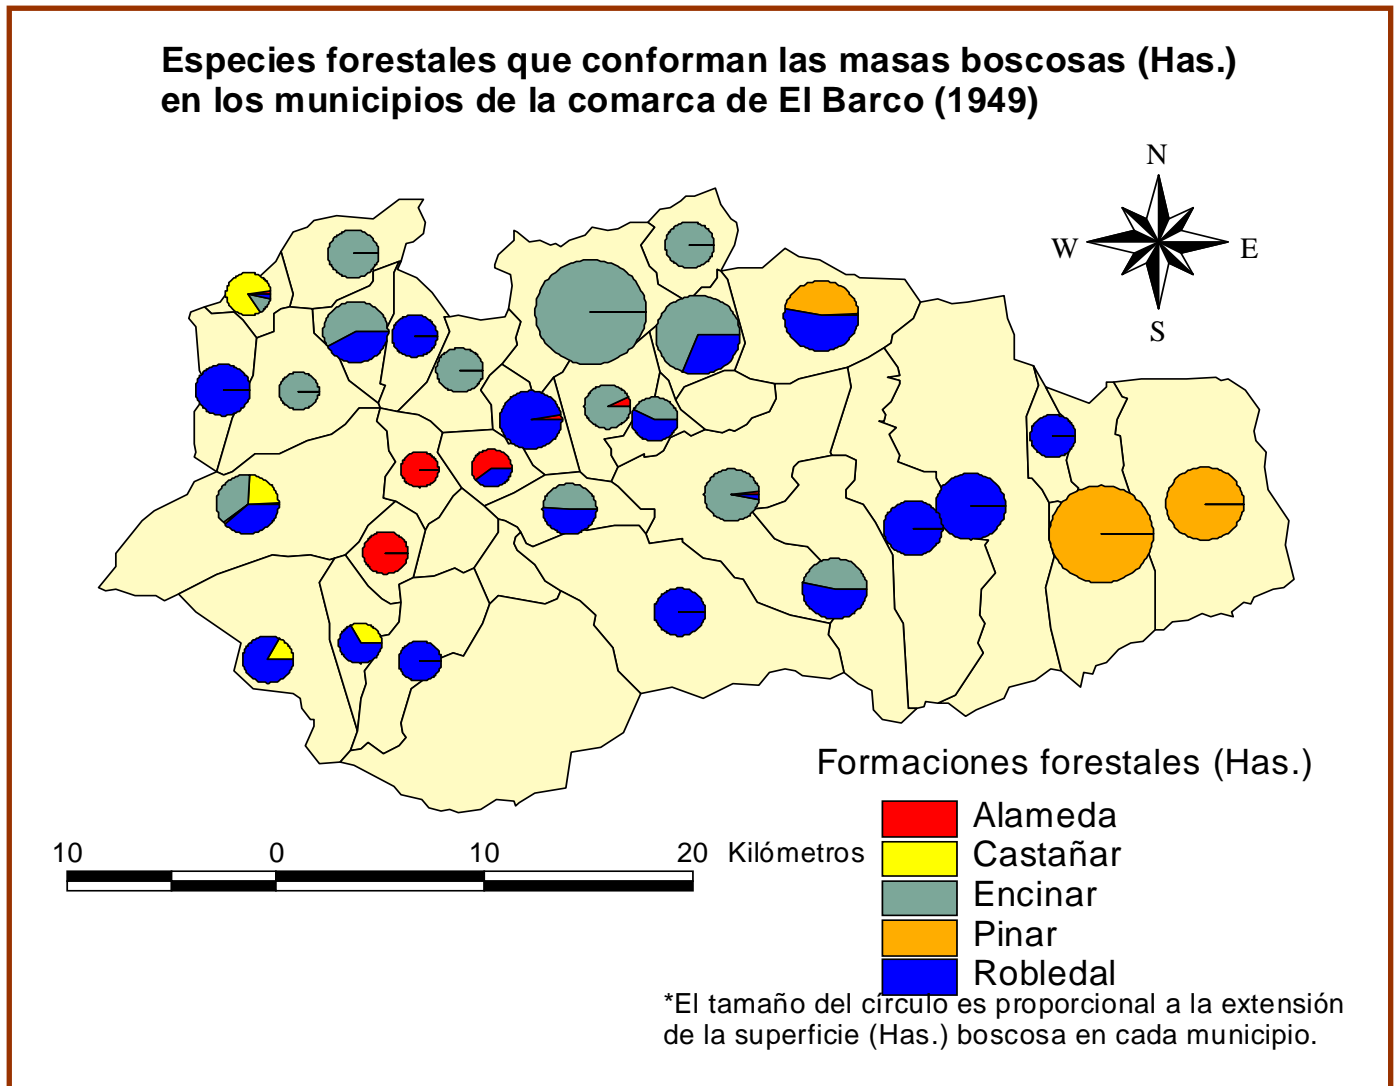 Especies forestales que conforman las masas boscosas (Has.)
en los municipios de la comarca de El Barco (1949)
N
W
E
S
Formaciones forestales (Has.)
Alameda
Castañar
Encinar
Pinar
Robledal
10 0 10 20 Kilómetros
*El tamaño del círculo es proporcional a la extensión
de la superficie (Has.) boscosa en cada municipio.